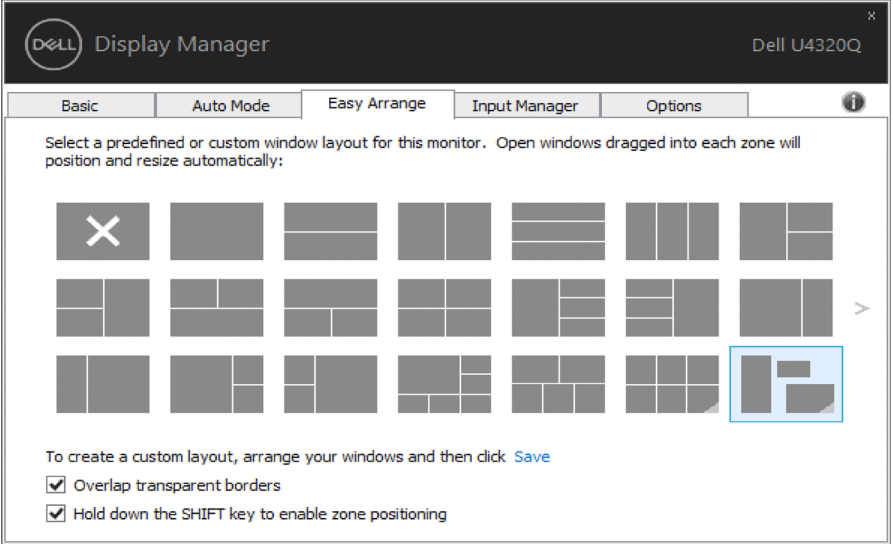 x
DELL
Display Manager
Dell U4320Q
Basic
Auto Mode
Easy Arrange
Input Manager
Options
i
Select a predefined or custom window layout for this monitor. Open windows dragged into each zone will
position and resize automatically:
>
To create a custom layout, arrange your windows and then click Save
Overlap transparent borders
Hold down the SHIFT key to enable zone positioning